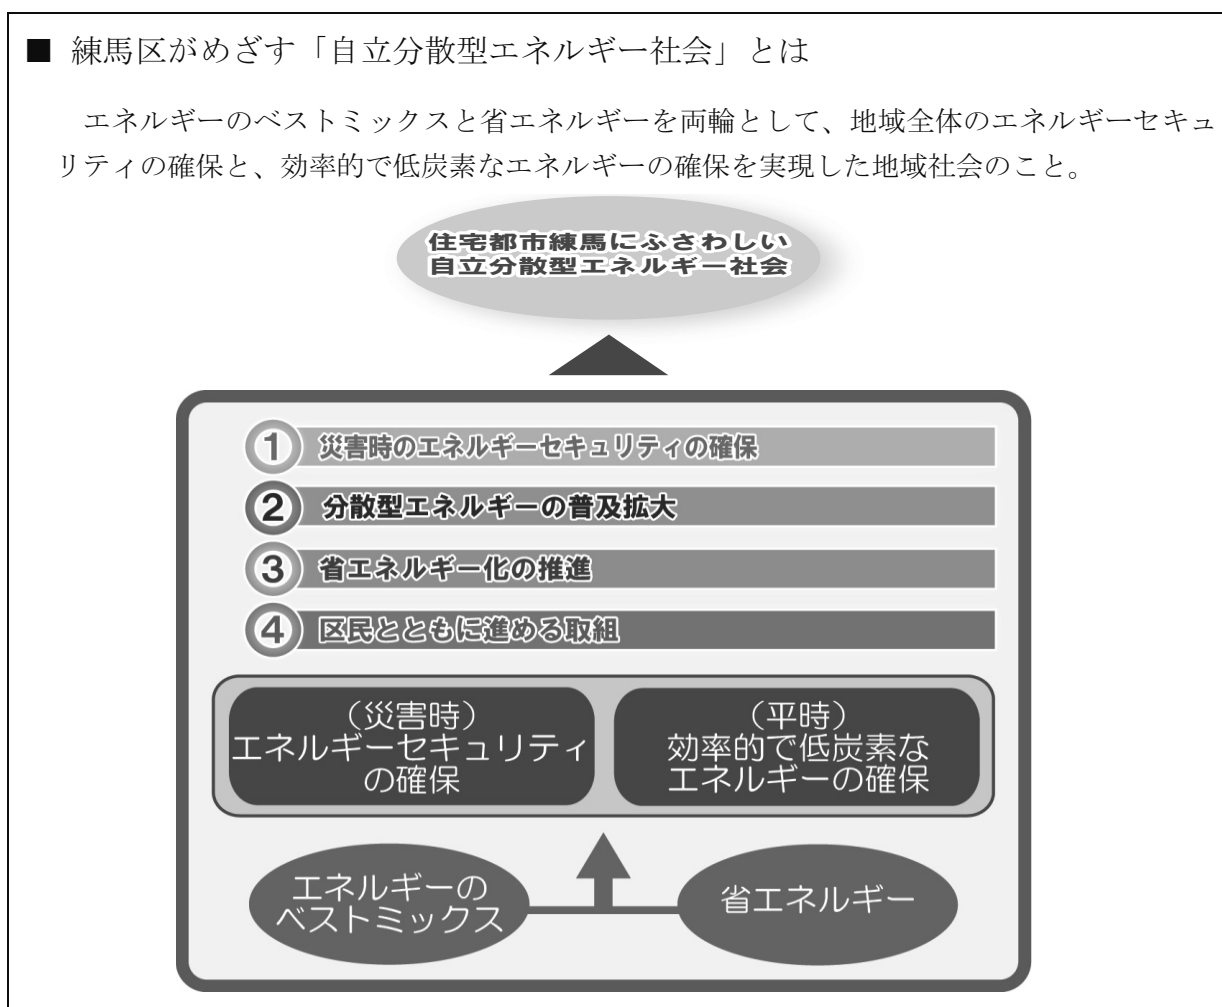 ■ 練馬区がめざす「自立分散型エネルギー社会」とは
エネルギーのベストミックスと省エネルギーを両輪として、地域全体のエネルギーセキュ
リティの確保と、効率的で低炭素なエネルギーの確保を実現した地域社会のこと。
住宅都市練馬にふさわしい
自立分散型エネルギー社会
① 災害時のエネルギーセキュリティの確保
② 分散型エネルギーの普及拡大
③ 省エネルギー化の推進
④ 区民とともに進める取組
(災害時)
エネルギーセキュリティ
の確保
(平時)
効率的で低炭素な
エネルギーの確保
エネルギーの
ベストミックス
省エネルギー